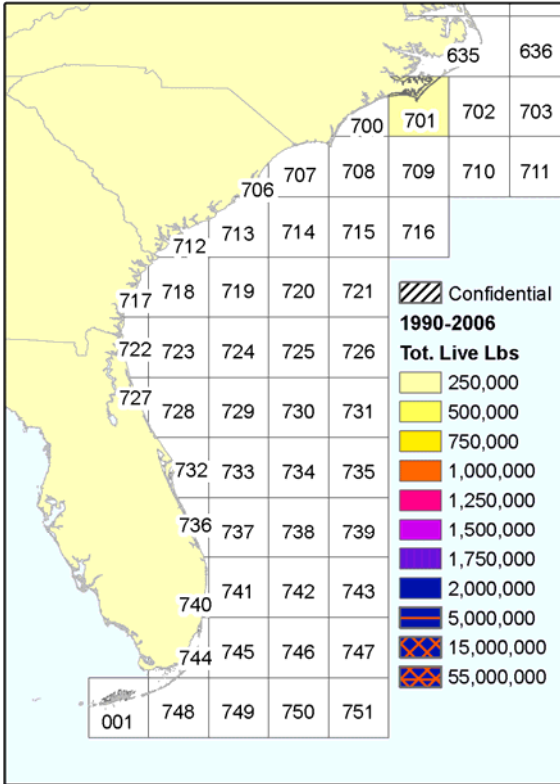 635 636
700 701 702 703
706 707 708 709 710 711
712 713 714 715 716
717 718 719 720 721
722 723 724 725 726
727 728 729 730 731
732 733 734 735
736 737 738 739
740 741 742 743
744 745 746 747
001 748 749 750 751
Confidential
1990-2006
Tot. Live Lbs
250,000
500,000
750,000
1,000,000
1,250,000
1,500,000
1,750,000
2,000,000
5,000,000
15,000,000
55,000,000